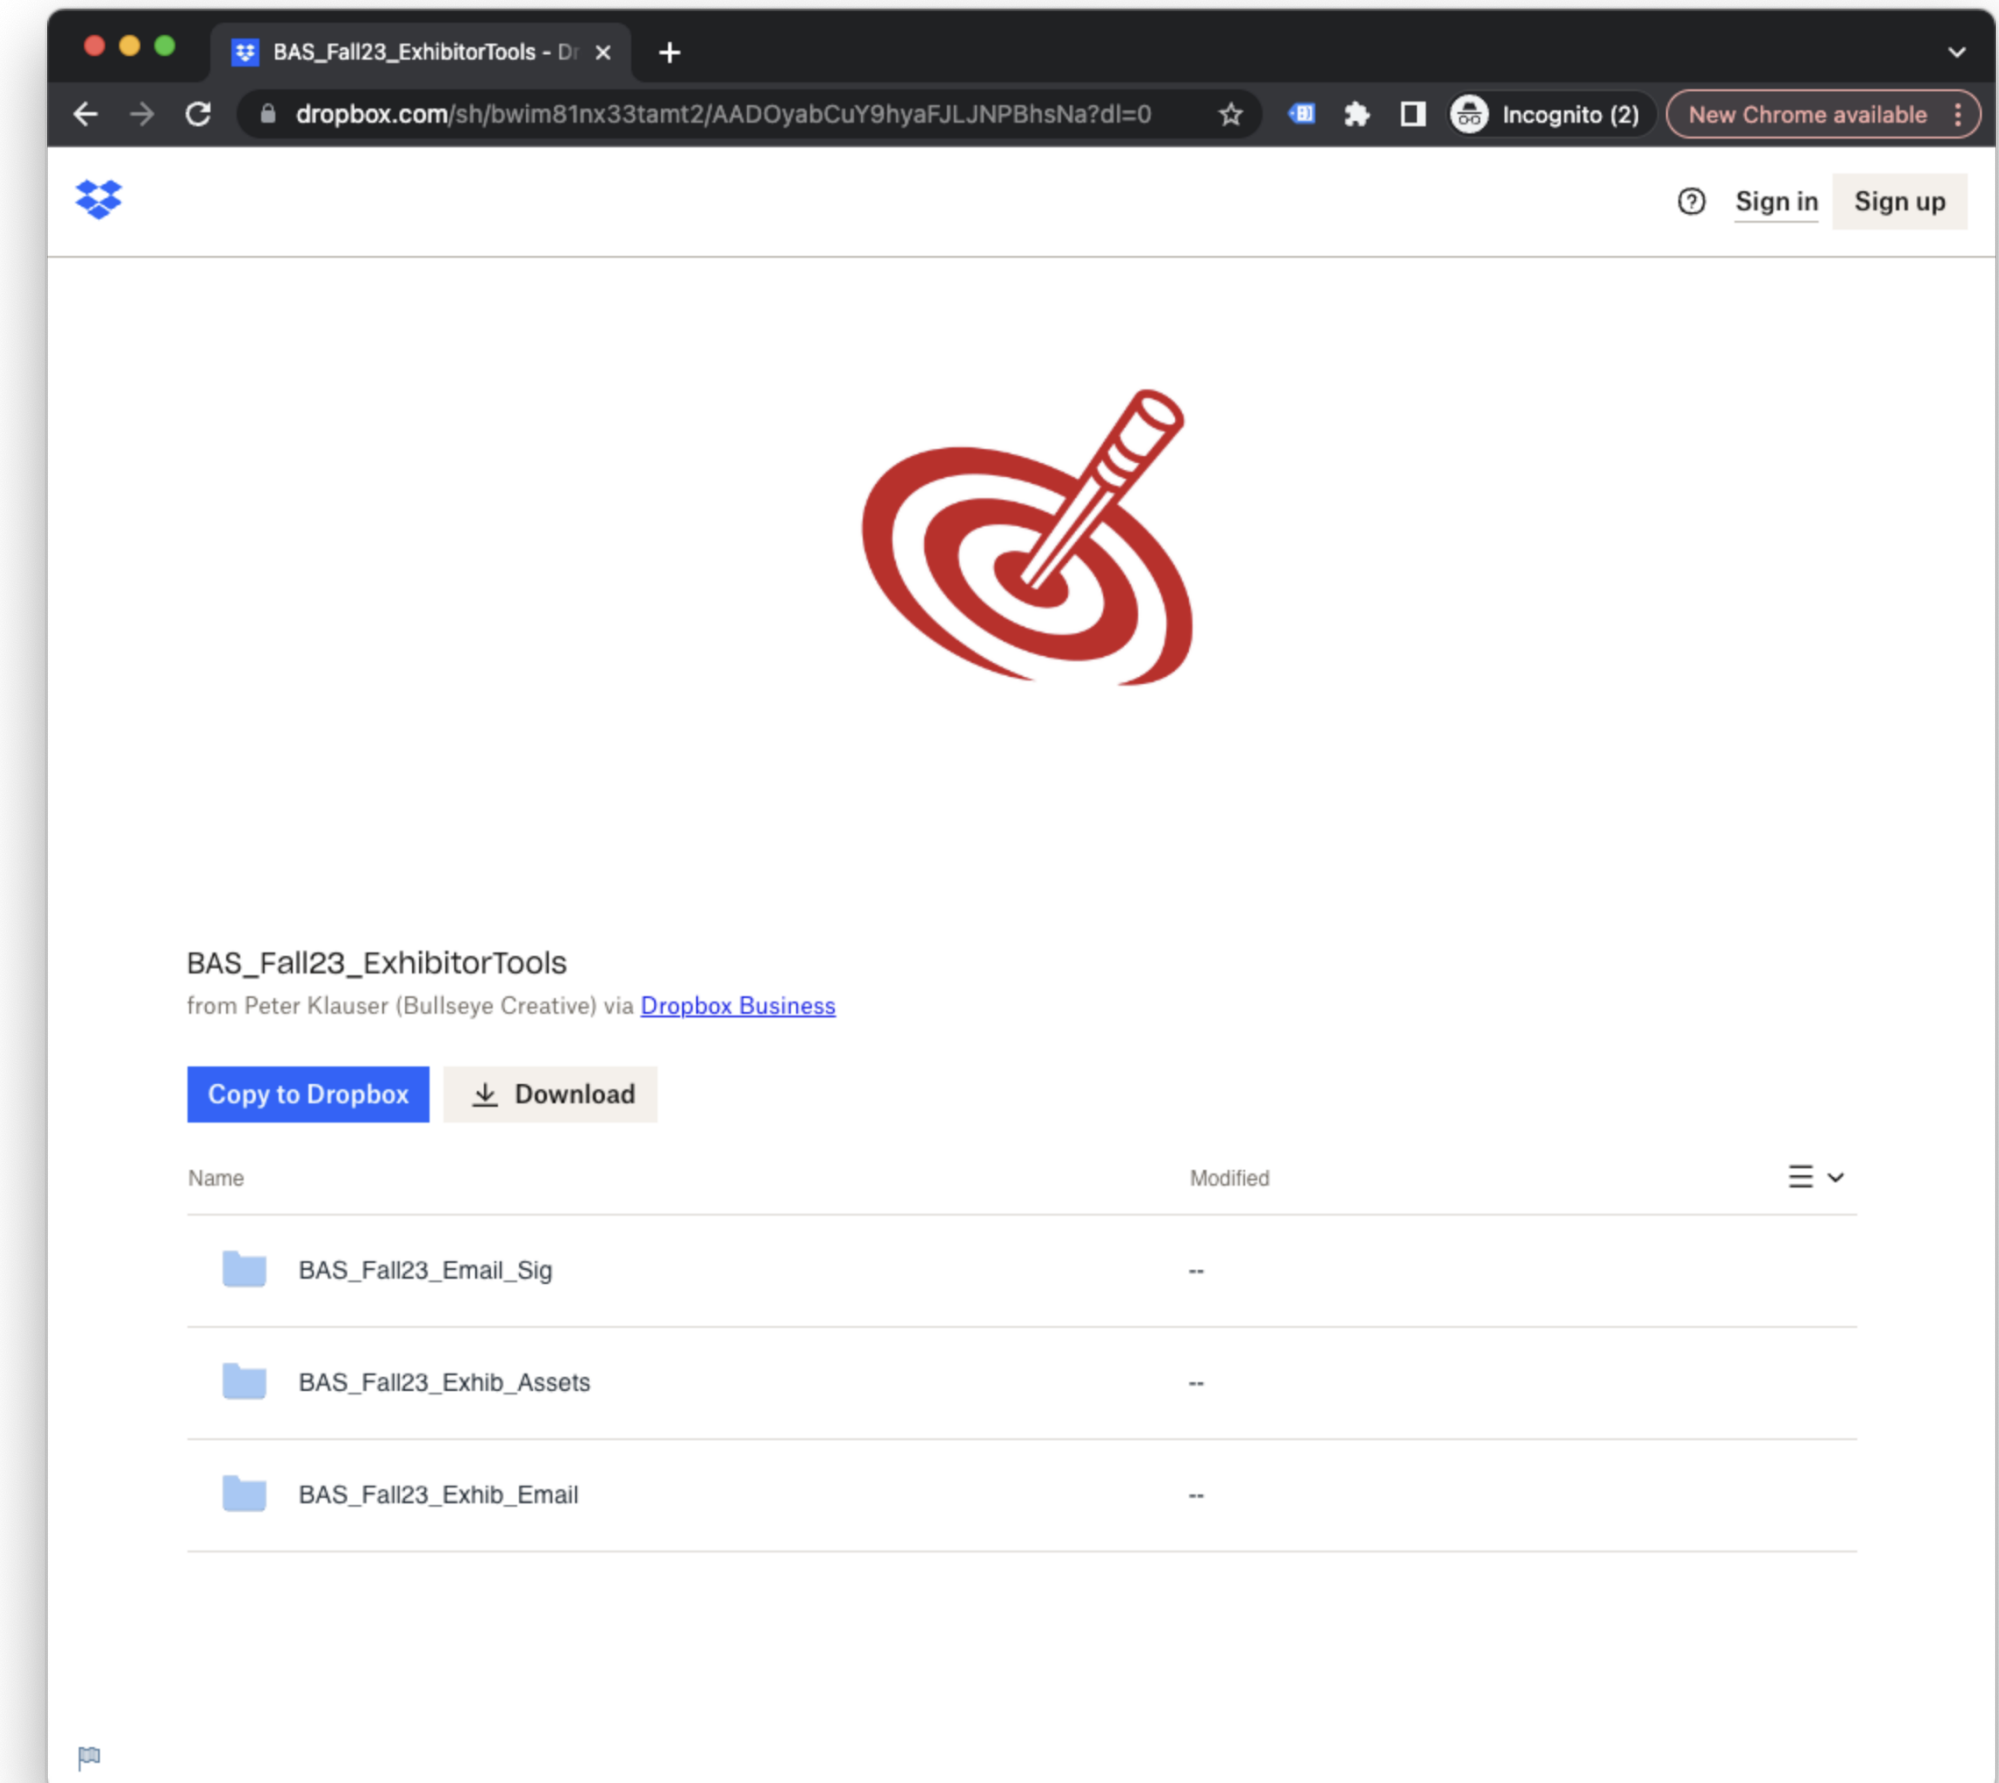 BAS_Fall23_ExhibitorTools - Dr
dropbox.com/sh/bwim81nx33tamt2/AADOyabCuY9hyaFJLJNPBhsNa?dl=0
Incognito (2)
New Chrome available
Sign in
Sign up
BAS_Fall23_ExhibitorTools
from Peter Klauser (Bullseye Creative) via Dropbox Business
Copy to Dropbox
Download
Name
Modified
BAS_Fall23_Email_Sig
--
BAS_Fall23_Exhib_Assets
--
BAS_Fall23_Exhib_Email
--